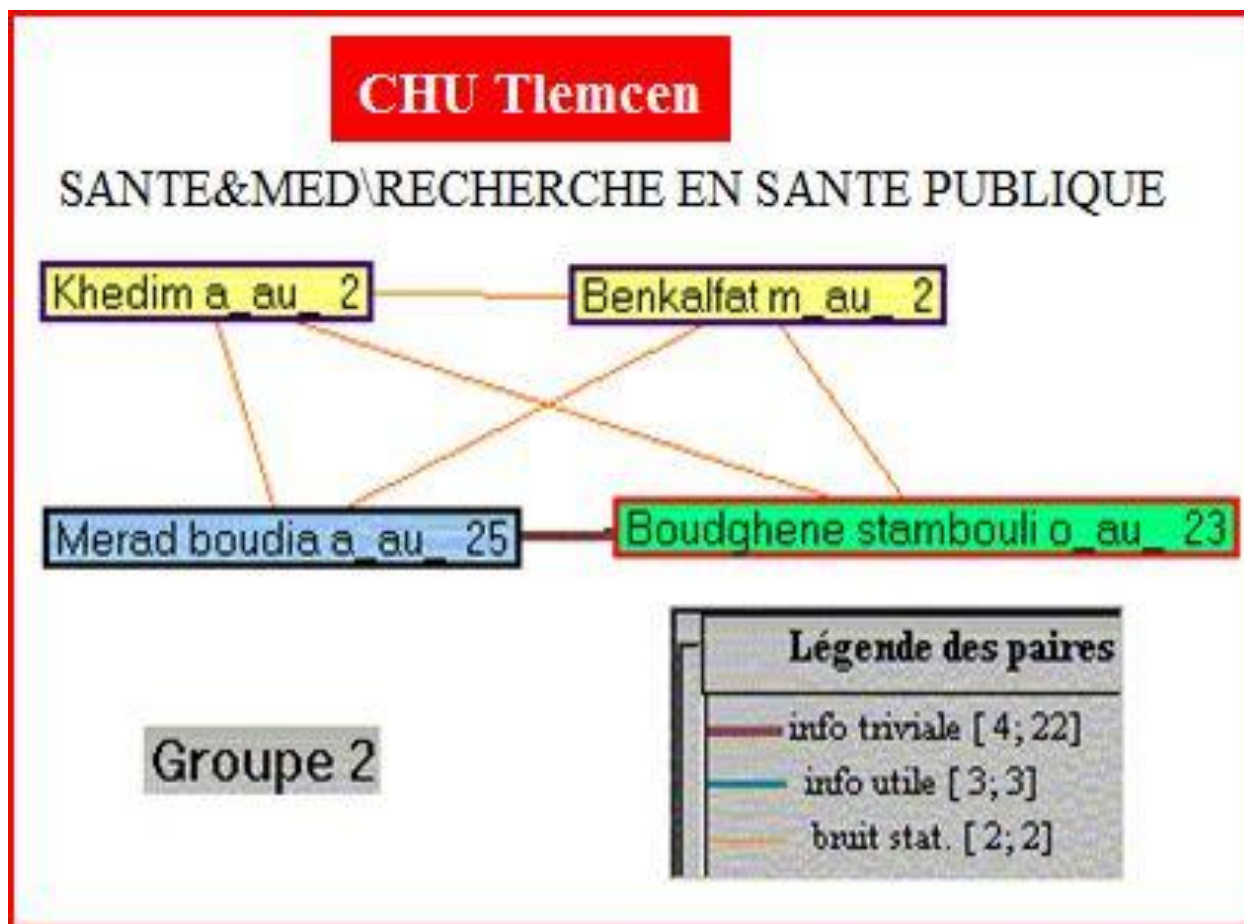 CHU Tlemcen
SANTE&MED\RECHERCHE EN SANTE PUBLIQUE
Khedim a_au_ 2
Benkalfat m_au_ 2
Merad boudia a_au_ 25
Boudghene stambouli o_au_ 23
Légende des paires
info triviale [ 4; 22]
info utile [ 3; 3]
bruit stat. [ 2; 2]
Groupe 2